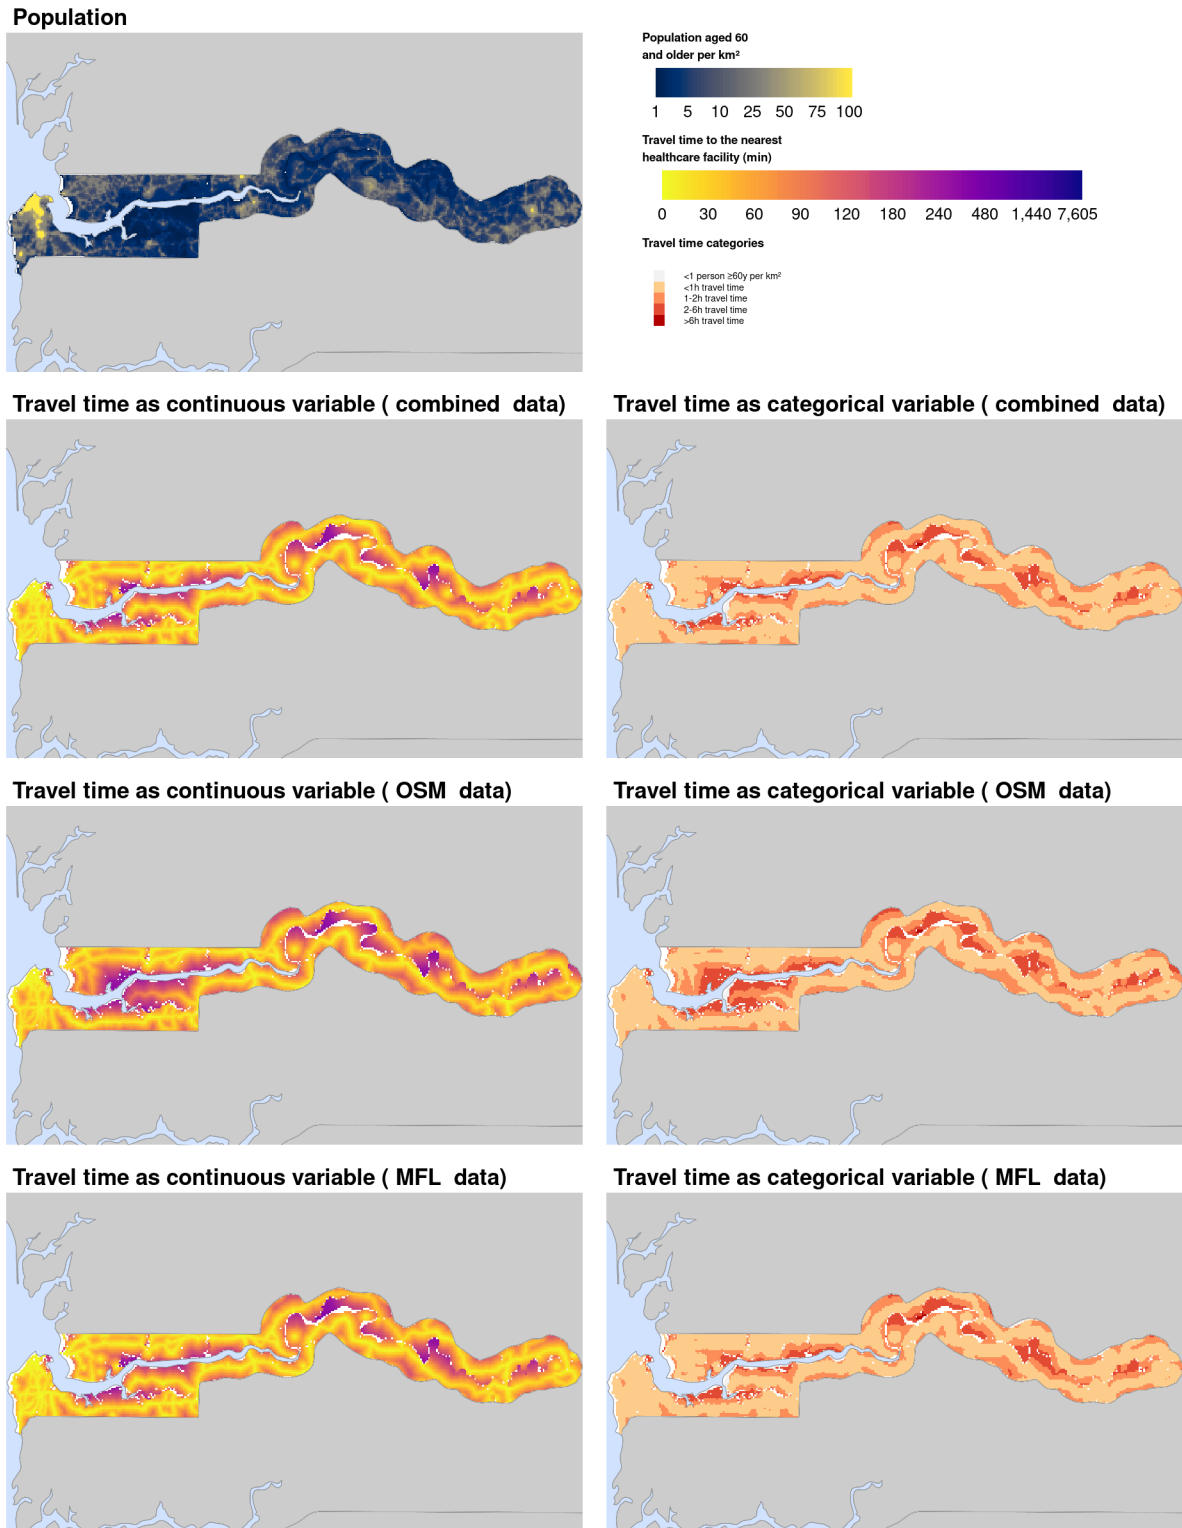 Population
Population aged 60
and older per km²
1 5 10 25 50 75 100
Travel time to the nearest
healthcare facility (min)
0 30 60 90 120 180 240 480 1,440 7,605
Travel time categories
<1 person ≥60y per km²
<1h travel time
1-2h travel time
2-6h travel time
>6h travel time
Travel time as continuous variable ( combined  data)
Travel time as categorical variable ( combined  data)
Travel time as continuous variable ( OSM  data)
Travel time as categorical variable ( OSM  data)
Travel time as continuous variable ( MFL  data)
Travel time as categorical variable ( MFL  data)